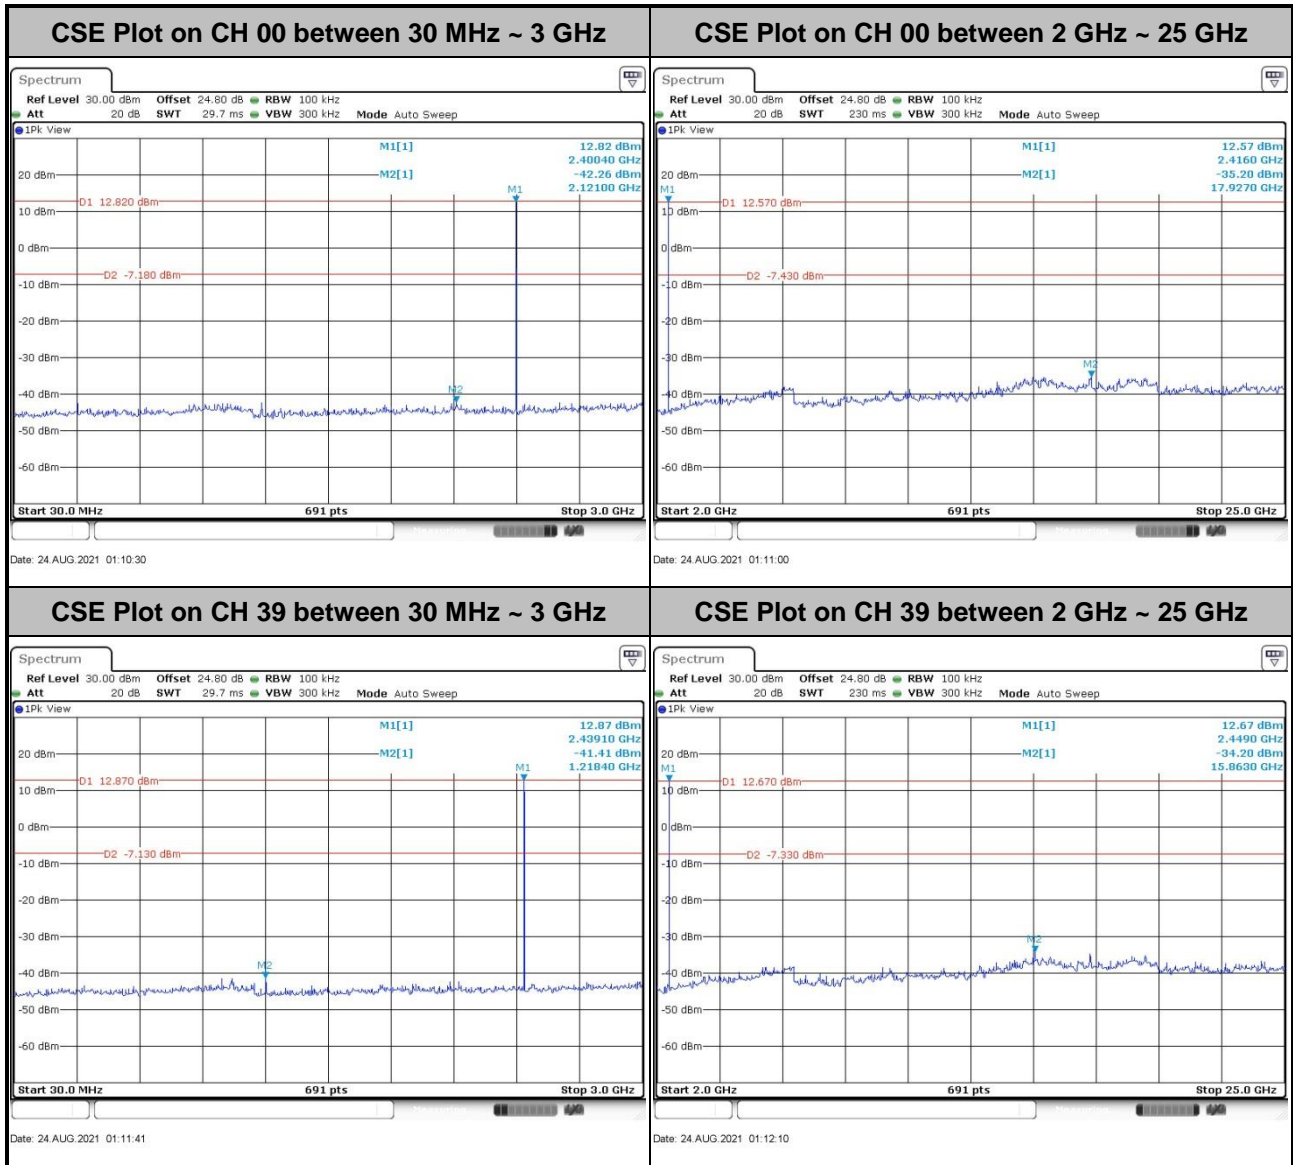 CSE Plot on CH 00 between 30 MHz ~ 3 GHz
Spectrum
Ref Level 30.00 dBm Offset 24.80 dB RBW 100 kHz
Att 20 dB SWT 29.7 ms VBW 300 kHz Mode Auto Sweep
1Pk View
M1[1] 12.82 dBm
2.40040 GHz
20 dBm M2[1] -42.26 dBm
2.12100 GHz
M1
D1 12.820 dBm
10 dBm
0 dBm
D2 -7.180 dBm
-10 dBm
-20 dBm
-30 dBm
M2
-40 dBm
-50 dBm
-60 dBm
Start 30.0 MHz 691 pts Stop 3.0 GHz
Date: 24.AUG.2021 01:10:30
CSE Plot on CH 00 between 2 GHz ~ 25 GHz
Spectrum
Ref Level 30.00 dBm Offset 24.80 dB RBW 100 kHz
Att 20 dB SWT 230 ms VBW 300 kHz Mode Auto Sweep
1Pk View
M1[1] 12.57 dBm
2.4160 GHz
20 dBm M2[1] -35.20 dBm
17.9270 GHz
M1
D1 12.570 dBm
10 dBm
0 dBm
D2 -7.430 dBm
-10 dBm
-20 dBm
-30 dBm
M2
-40 dBm
-50 dBm
-60 dBm
Start 2.0 GHz 691 pts Stop 25.0 GHz
Date: 24.AUG.2021 01:11:00
CSE Plot on CH 39 between 30 MHz ~ 3 GHz
Spectrum
Ref Level 30.00 dBm Offset 24.80 dB RBW 100 kHz
Att 20 dB SWT 29.7 ms VBW 300 kHz Mode Auto Sweep
1Pk View
M1[1] 12.87 dBm
2.43910 GHz
20 dBm M2[1] -41.41 dBm
1.21840 GHz
M1
D1 12.870 dBm
10 dBm
0 dBm
D2 -7.130 dBm
-10 dBm
-20 dBm
-30 dBm
M2
-40 dBm
-50 dBm
-60 dBm
Start 30.0 MHz 691 pts Stop 3.0 GHz
Date: 24.AUG.2021 01:11:41
CSE Plot on CH 39 between 2 GHz ~ 25 GHz
Spectrum
Ref Level 30.00 dBm Offset 24.80 dB RBW 100 kHz
Att 20 dB SWT 230 ms VBW 300 kHz Mode Auto Sweep
1Pk View
M1[1] 12.67 dBm
2.4490 GHz
20 dBm M2[1] -34.20 dBm
15.8630 GHz
M1
D1 12.670 dBm
10 dBm
0 dBm
D2 -7.330 dBm
-10 dBm
-20 dBm
-30 dBm
M2
-40 dBm
-50 dBm
-60 dBm
Start 2.0 GHz 691 pts Stop 25.0 GHz
Date: 24.AUG.2021 01:12:10